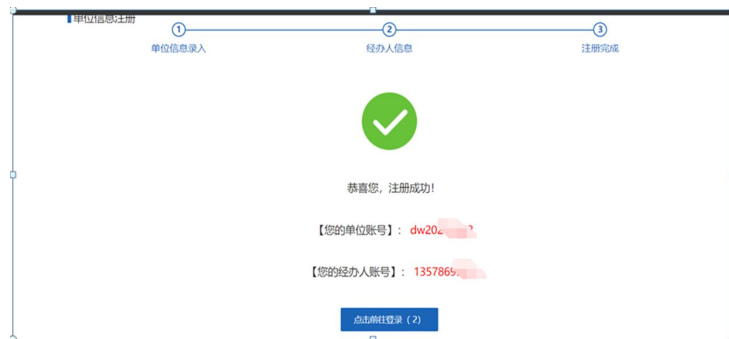 单位信息注册
1 2 3
单位信息录入 经办人信息 注册完成
恭喜您，注册成功！
【您的单位账号】： dw202
【您的经办人账号】： 1357869
点击前往登录（2）